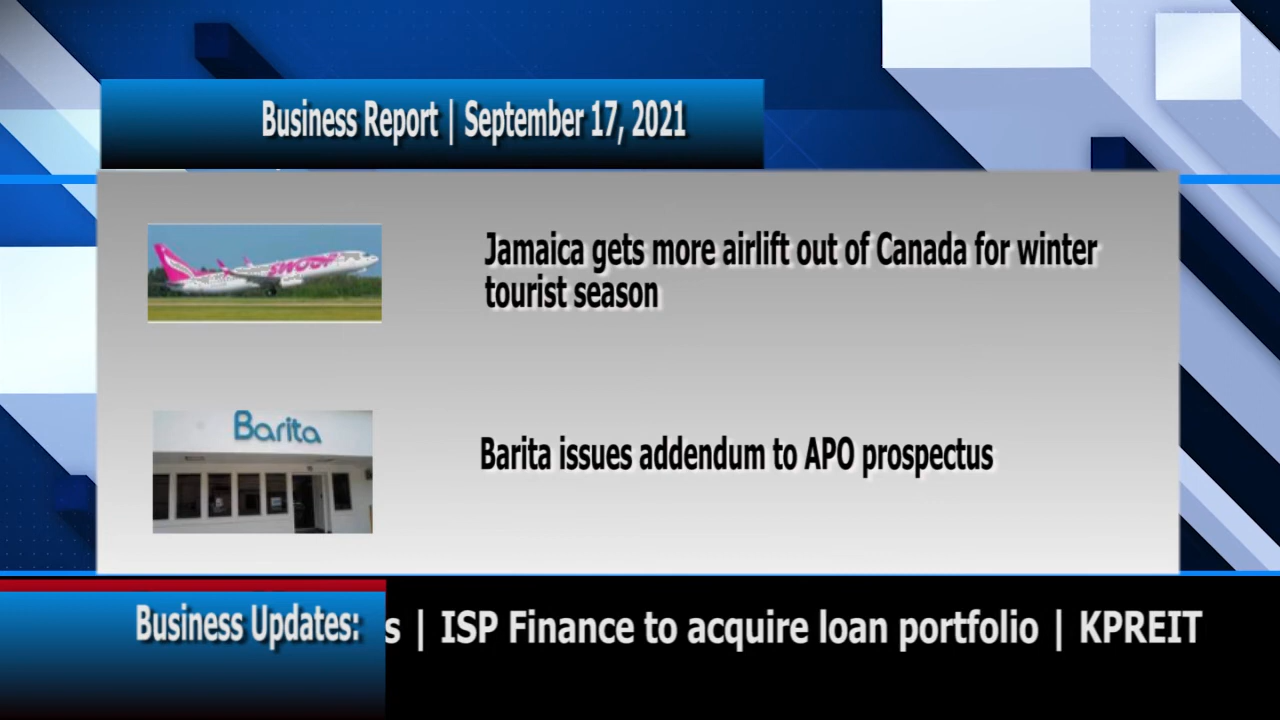 Business Report | September 17, 2021
swoop
Jamaica gets more airlift out of Canada for winter
tourist season
Barita
Barita issues addendum to APO prospectus
Business Updates:
s | ISP Finance to acquire loan portfolio | KPREIT